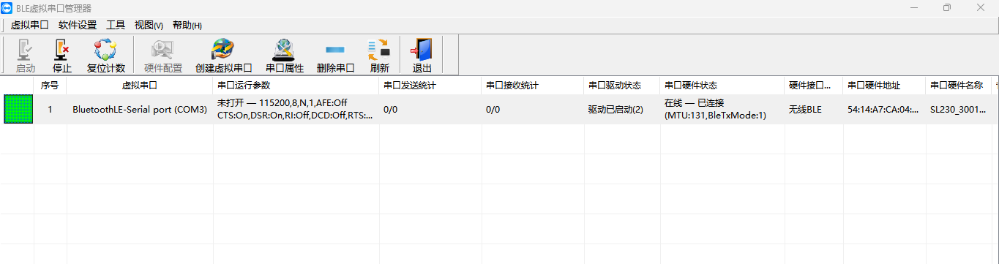 BLE虚拟串口管理器
虚拟串口 软件设置 工具 视图(V) 帮助(H)
启动 停止 复位计数 硬件配置 创建虚拟串口 串口属性 删除串口 刷新 退出
序号 虚拟串口 串口运行参数 串口发送统计 串口接收统计 串口驱动状态 串口硬件状态 硬件接口... 串口硬件地址 串口硬件名称
1 BluetoothLE-Serial port (COM3) 未打开 — 115200,8,N,1,AFE:Off 0/0 0/0 驱动已启动(2) 在线 — 已连接 无线BLE 54:14:A7:CA:04:... SL230_3001...
CTS:On,DSR:On,RI:Off,DCD:Off,RTS:... (MTU:131,BleTxMode:1)